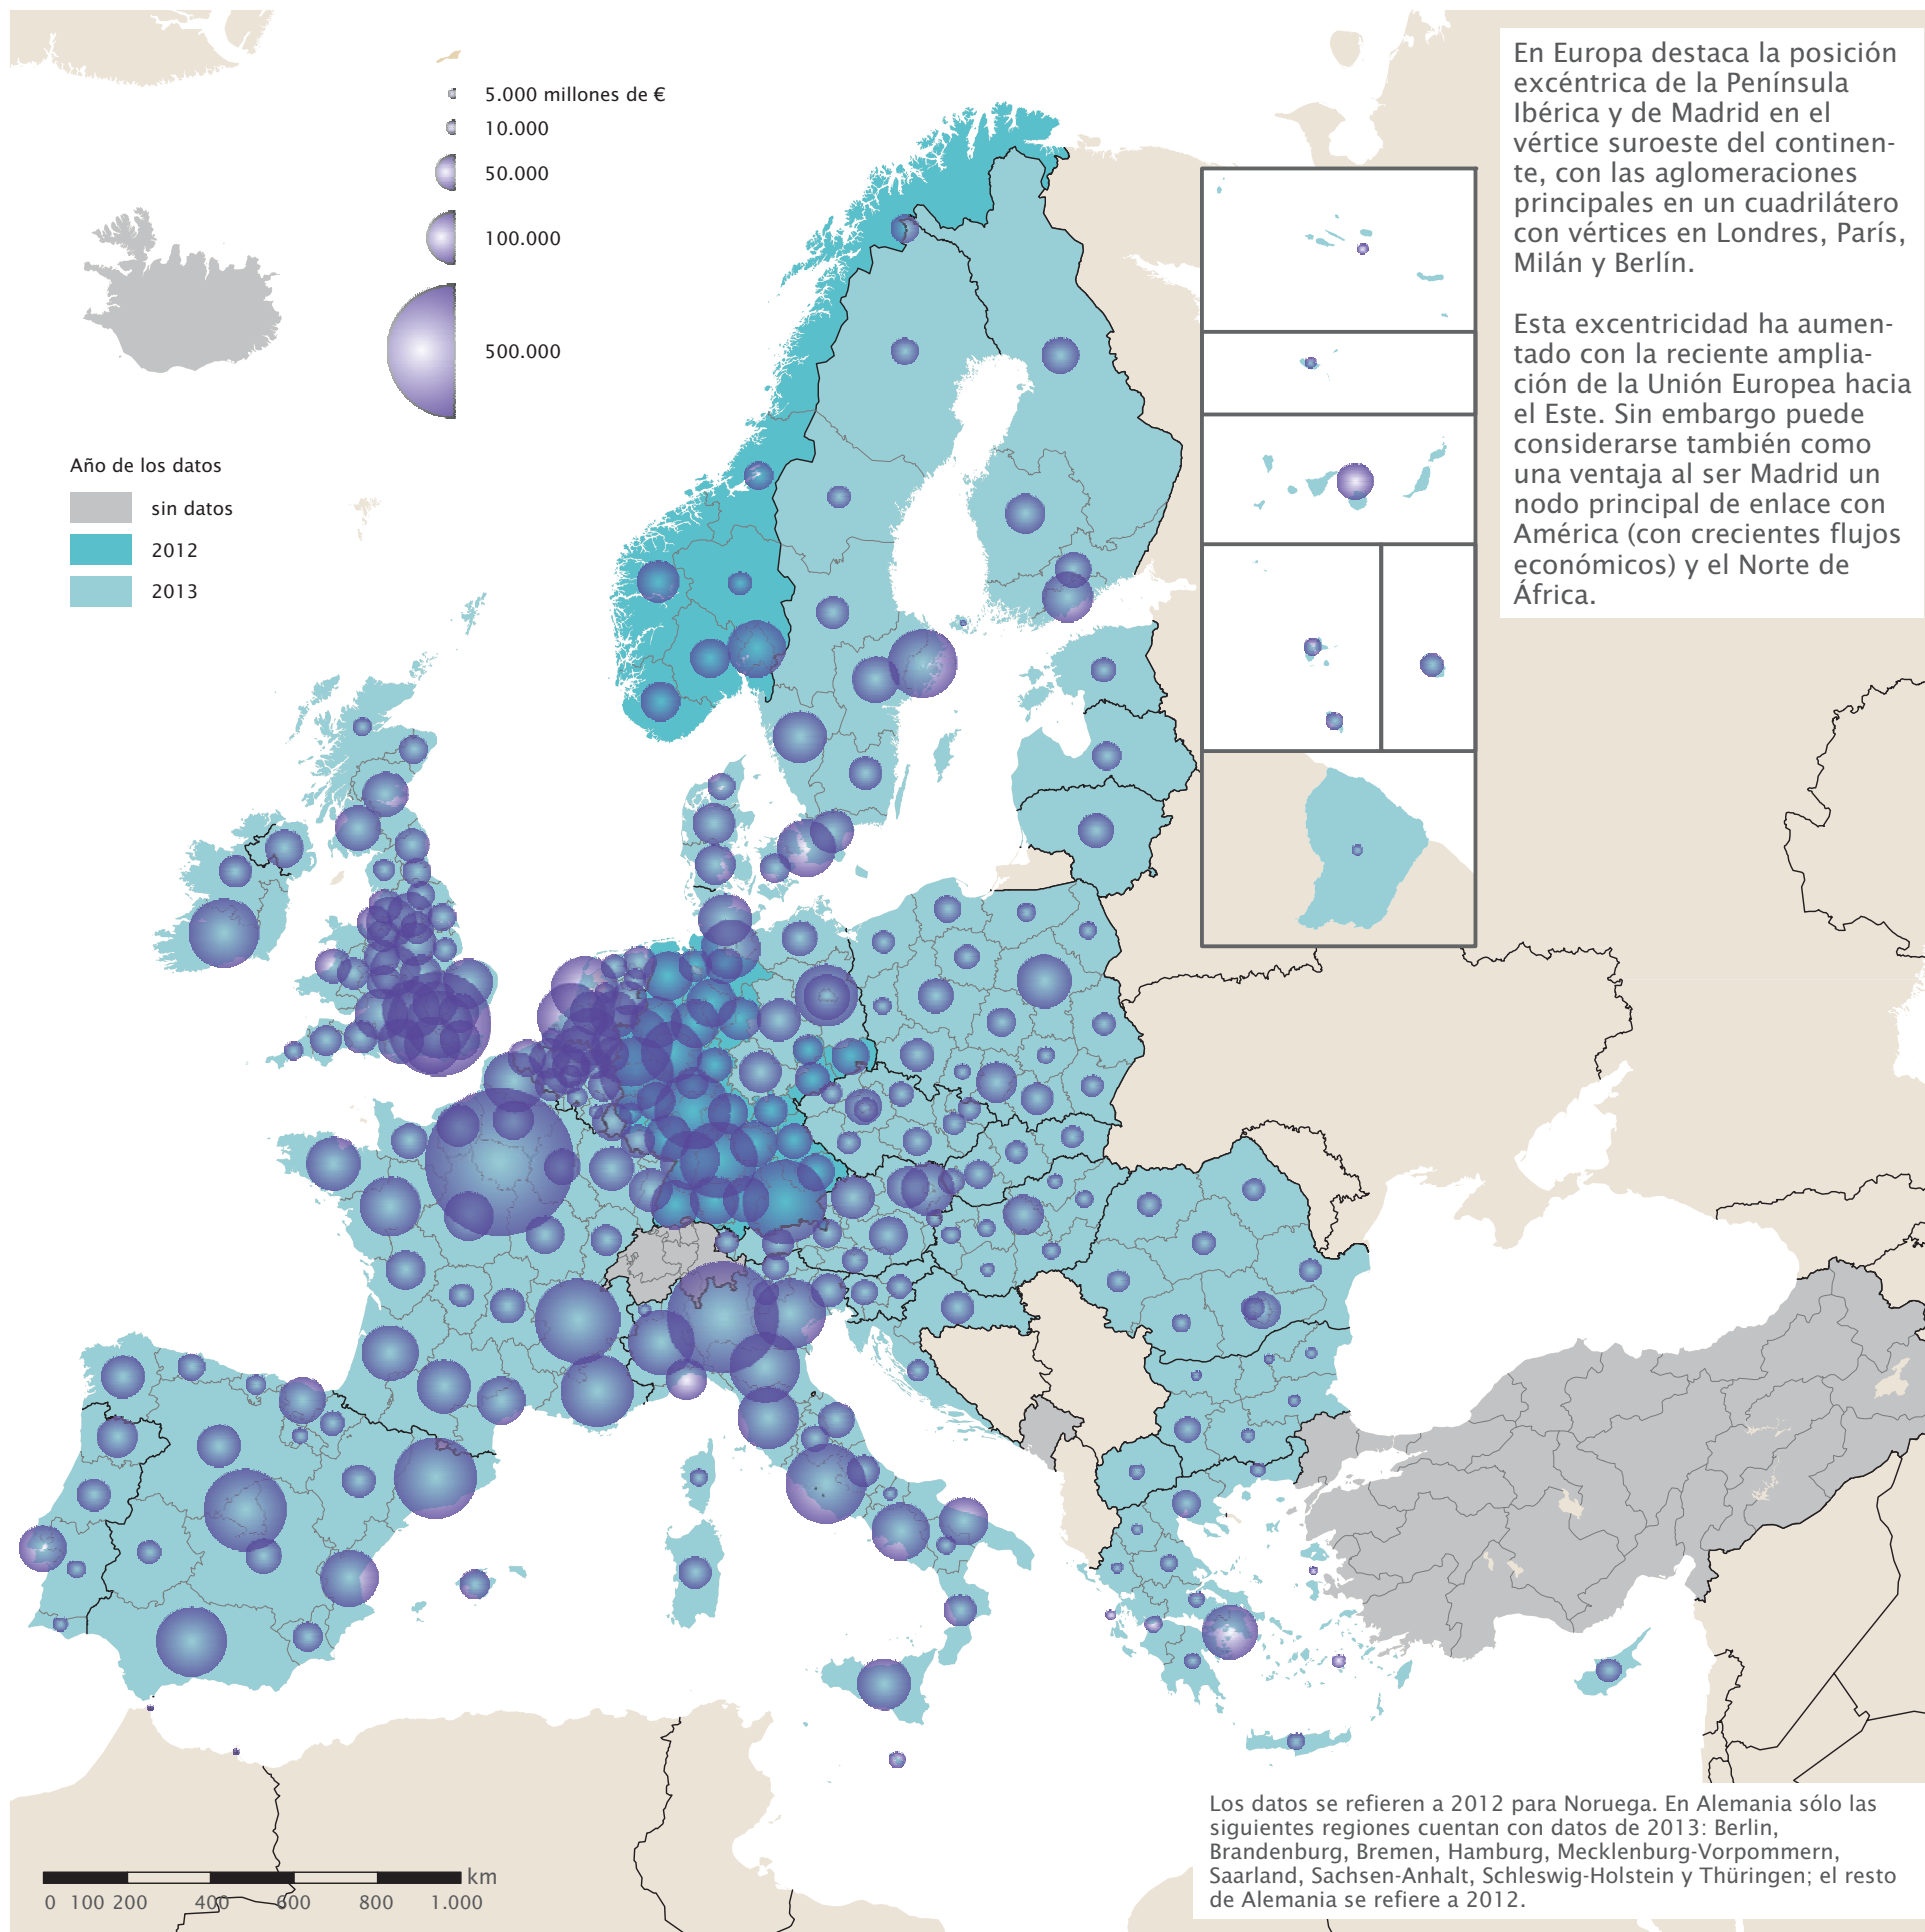 5.000 millones de €
10.000
50.000
100.000
500.000
Año de los datos
sin datos
2012
2013
En Europa destaca la posición
excéntrica de la Península
Ibérica y de Madrid en el
vértice suroeste del continen-
te, con las aglomeraciones
principales en un cuadrilátero
con vértices en Londres, París,
Milán y Berlín.
Esta excentricidad ha aumen-
tado con la reciente amplia-
ción de la Unión Europea hacia
el Este. Sin embargo puede
considerarse también como
una ventaja al ser Madrid un
nodo principal de enlace con
América (con crecientes flujos
económicos) y el Norte de
África.
Los datos se refieren a 2012 para Noruega. En Alemania sólo las
siguientes regiones cuentan con datos de 2013: Berlin,
Brandenburg, Bremen, Hamburg, Mecklenburg-Vorpommern,
Saarland, Sachsen-Anhalt, Schleswig-Holstein y Thüringen; el resto
de Alemania se refiere a 2012.
km
0 100 200 400 600 800 1.000